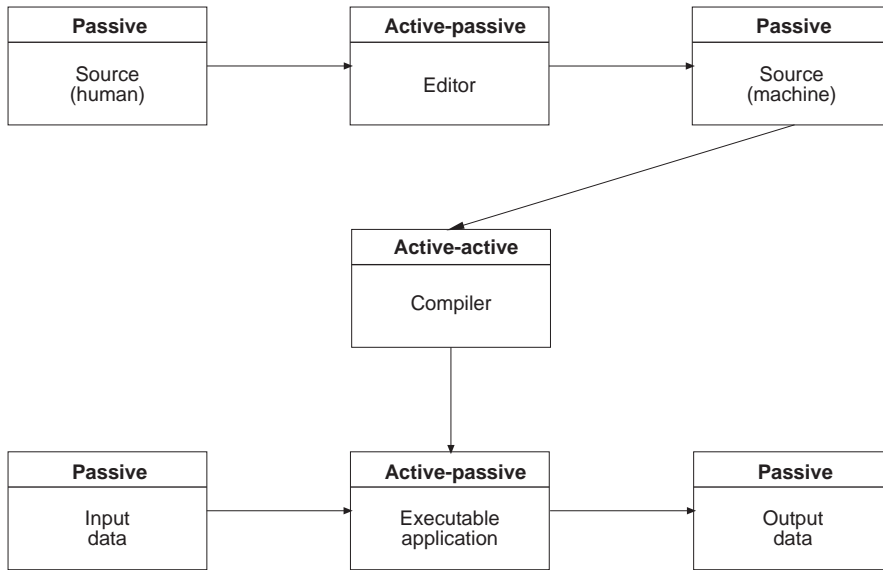 Passive
Source
(human)
Active-passive
Editor
Passive
Source
(machine)
Active-active
Compiler
Passive
Input
data
Active-passive
Executable
application
Passive
Output
data